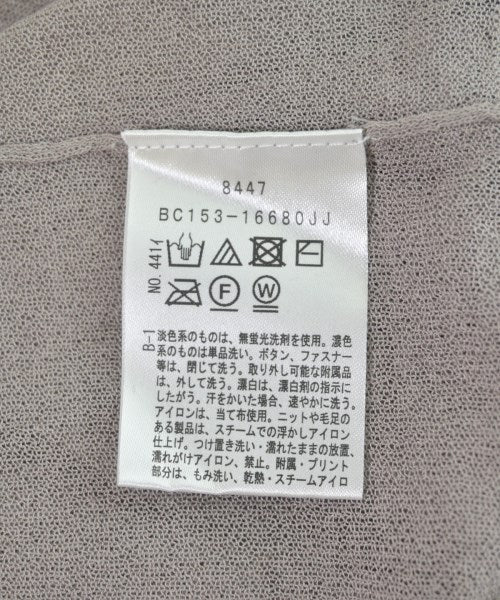 8447
BC153-16680JJ
NO. 441イ
F
W
B-1
淡色系のものは、無蛍光洗剤を使用。濃色
系のものは単品洗い。ボタン、ファスナー
等は、閉じて洗う。取り外し可能な附属品
は、外して洗う。漂白は、漂白剤の指示に
したがう。汗をかいた場合、速やかに洗う。
アイロンは、当て布使用。ニットや毛足の
ある製品は、スチームでの浮かしアイロン
仕上げ。つけ置き洗い・濡れたままの放置、
濡れがけアイロン、禁止。附属・プリント
部分は、もみ洗い、乾熱・スチームアイロ